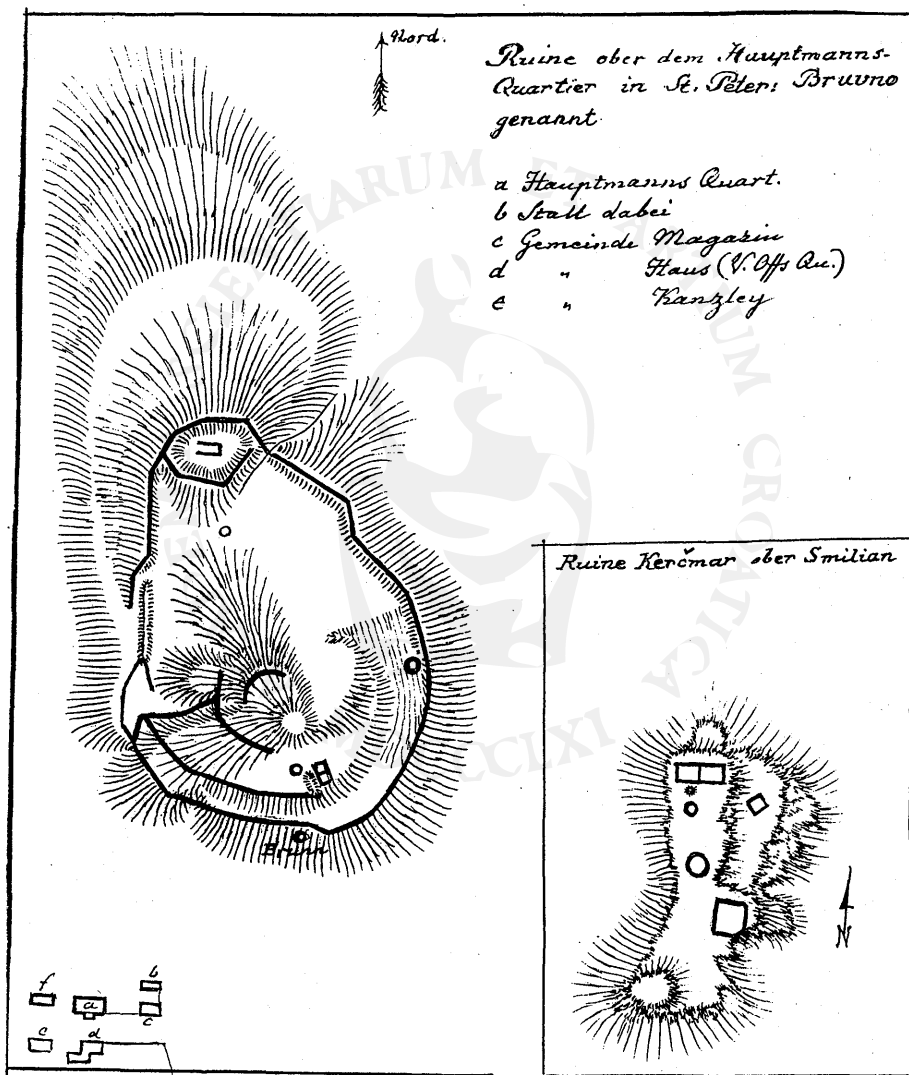 Nord.
Ruine ober dem Hauptmanns-
Quartier in St. Peter: Bruvno
genannt
a Hauptmanns Quart.
b Stall dabei
c Gemeinde Magazin
d " Haus (V. Offs Qu.)
e " Kanzley
Brunn
f
a
b
c
e
d
Ruine Kerčmar ober Smilian
N